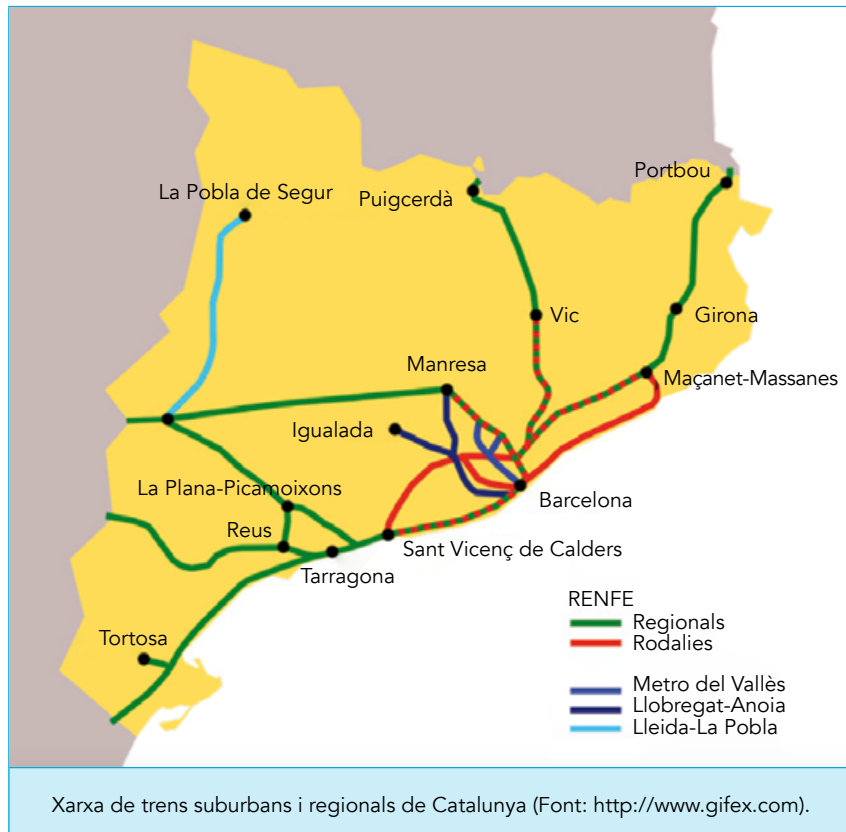 La Pobla de Segur
Puigcerdà
Portbou
Vic
Girona
Manresa
Maçanet-Massanes
Igualada
La Plana-Picamoixons
Barcelona
Reus
Sant Vicenç de Calders
Tarragona
Tortosa
RENFE
Regionals
Rodalies
Metro del Vallès
Llobregat-Anoia
Lleida-La Pobla
Xarxa de trens suburbans i regionals de Catalunya (Font: http://www.gifex.com).